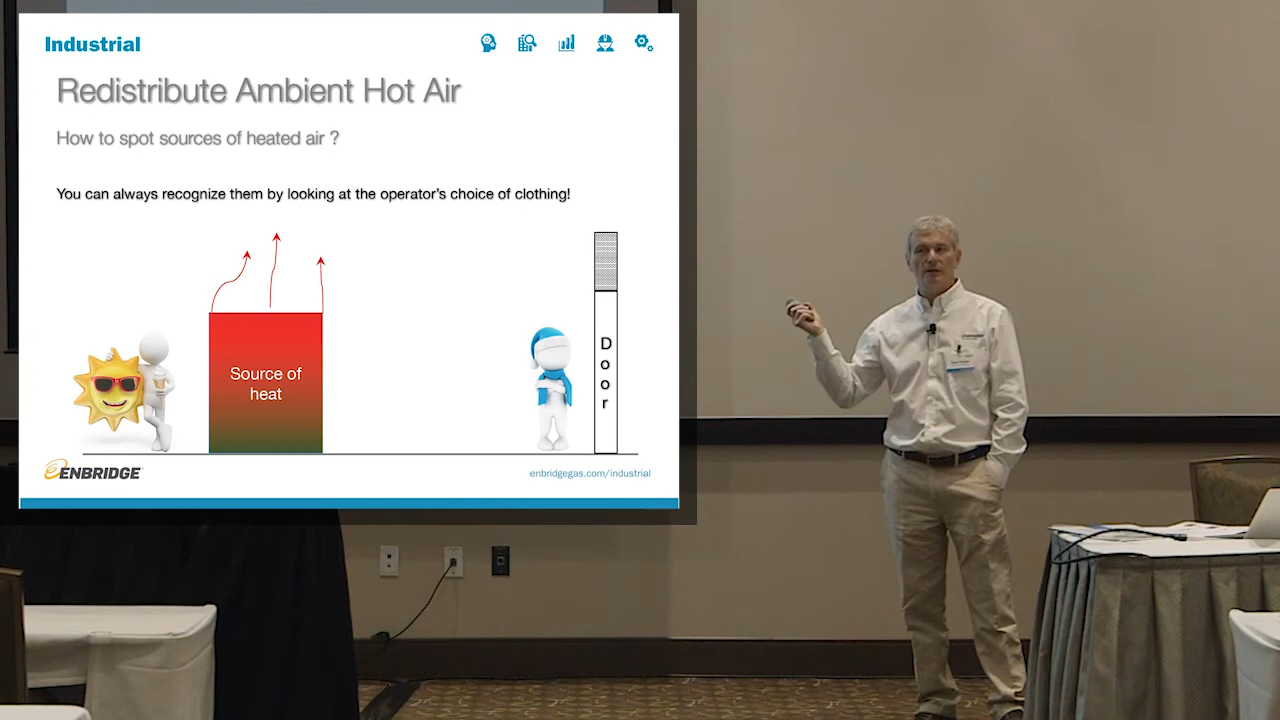 Industrial
Redistribute Ambient Hot Air
How to spot sources of heated air ?
You can always recognize them by looking at the operator's choice of clothing!
Source of
heat
D
o
o
r
ENBRIDGE
enbridgegas.com/industrial